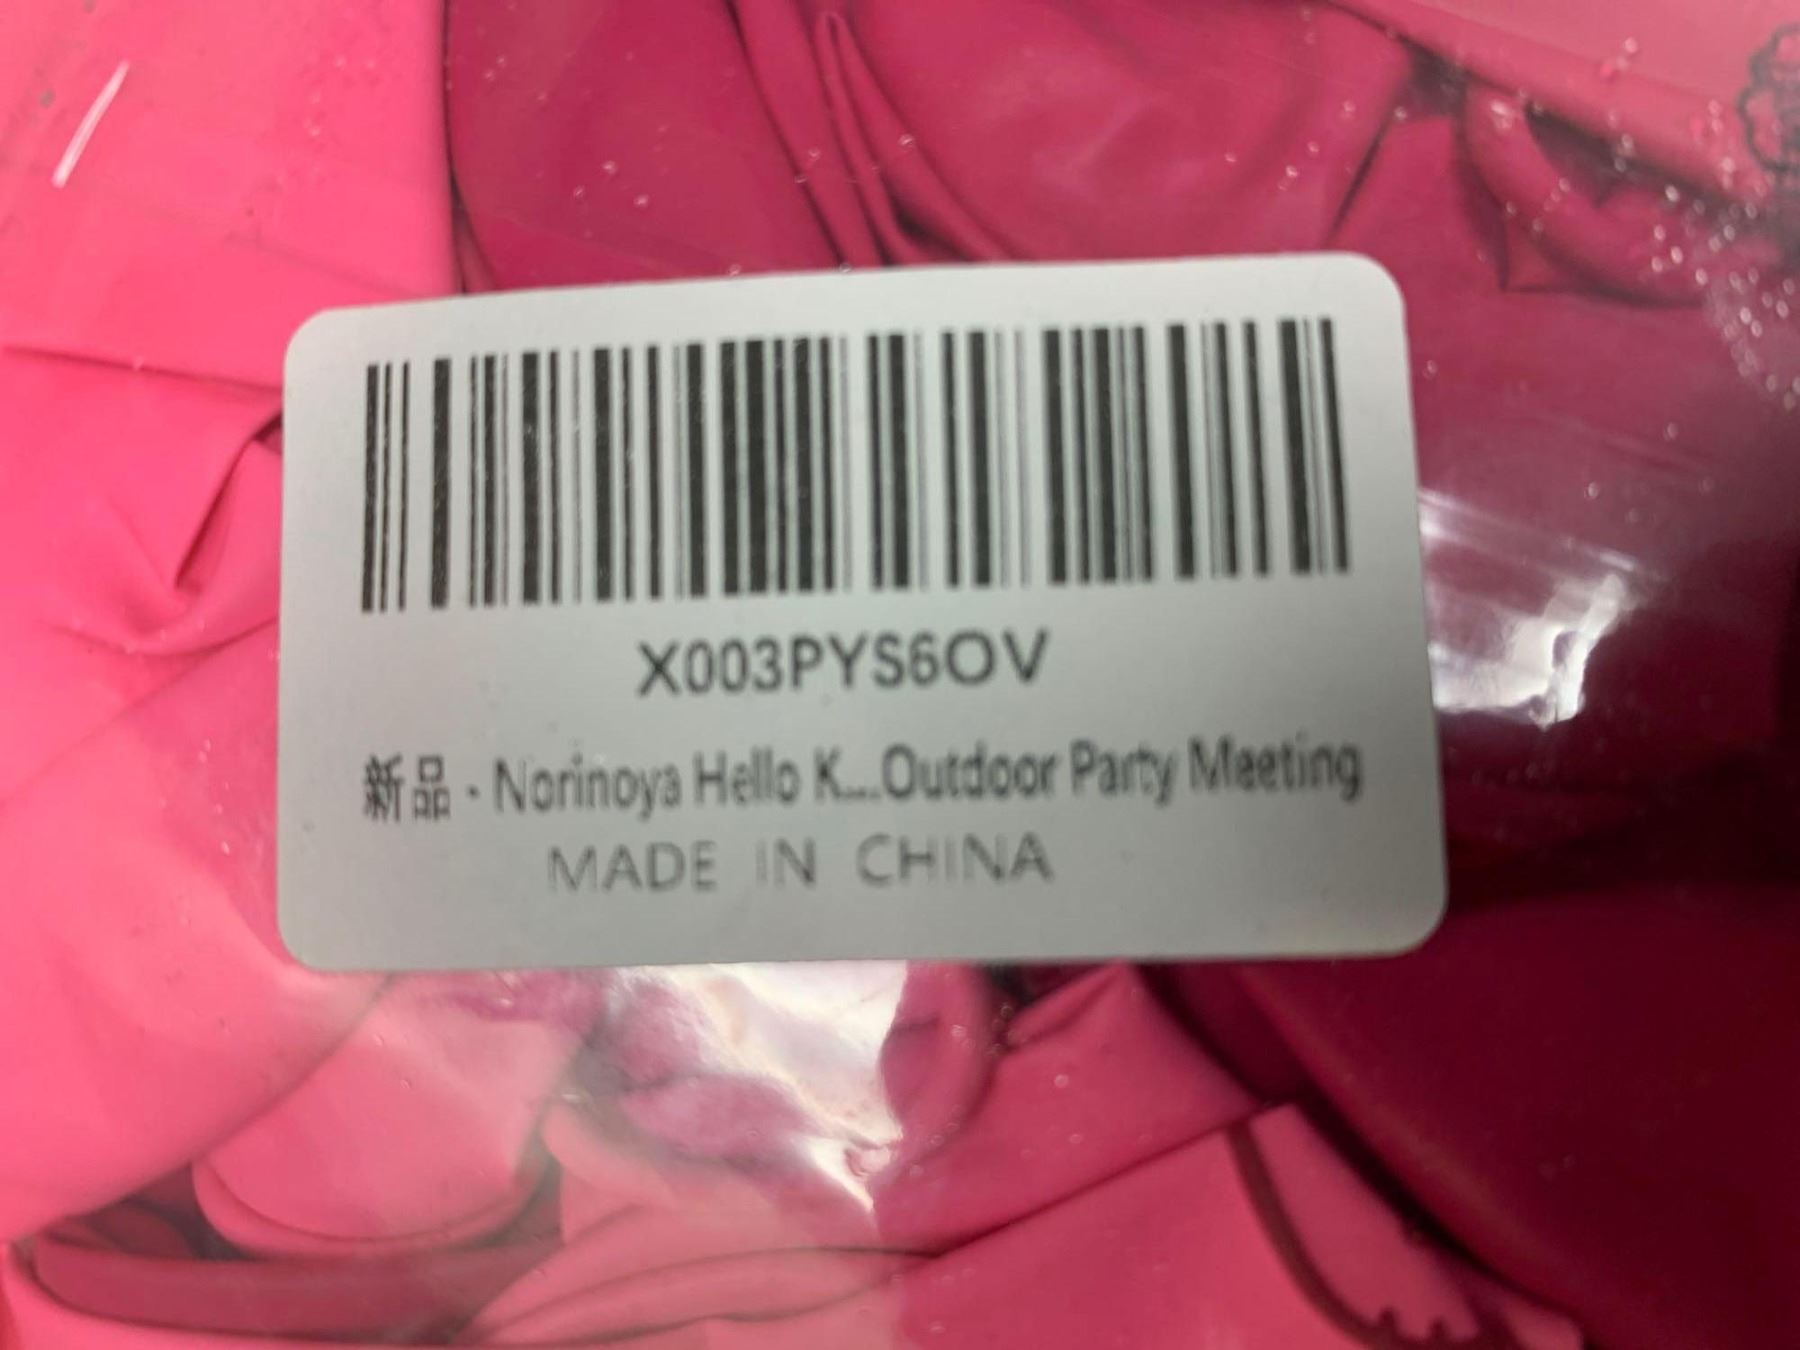 X003PYS6OV
新品 - Norinoya Hello K...Outdoor Party Meeting
MADE IN CHINA